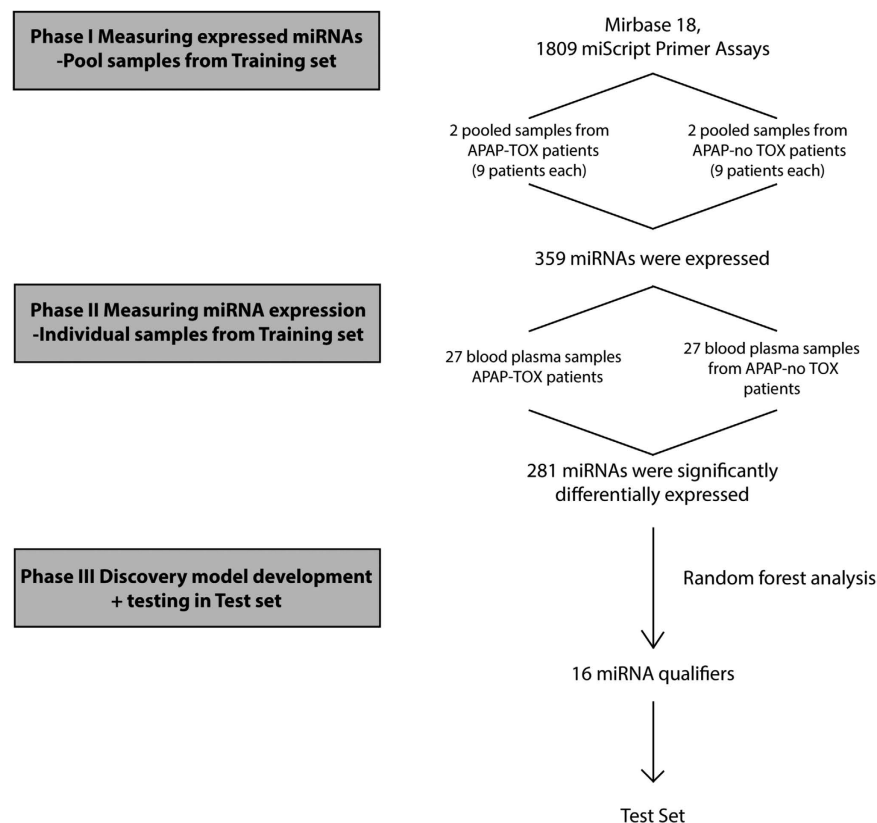 Phase I Measuring expressed miRNAs
-Pool samples from Training set
Mirbase 18,
1809 miScript Primer Assays
2 pooled samples from
APAP-TOX patients
(9 patients each)
2 pooled samples from
APAP-no TOX patients
(9 patients each)
359 miRNAs were expressed
Phase II Measuring miRNA expression
-Individual samples from Training set
27 blood plasma samples
APAP-TOX patients
27 blood plasma samples
from APAP-no TOX
patients
281 miRNAs were significantly
differentially expressed
Phase III Discovery model development
+ testing in Test set
Random forest analysis
16 miRNA qualifiers
Test Set